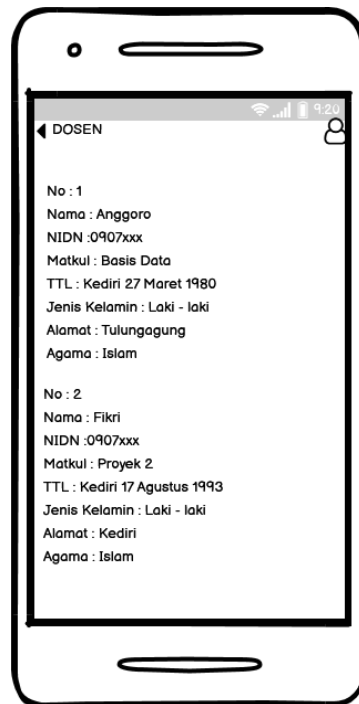 9:20
DOSEN
No : 1
Nama : Anggoro
NIDN :0907xxx
Matkul : Basis Data
TTL : Kediri 27 Maret 1980
Jenis Kelamin : Laki - laki
Alamat : Tulungagung
Agama : Islam
No : 2
Nama : Fikri
NIDN :0907xxx
Matkul : Proyek 2
TTL : Kediri 17 Agustus 1993
Jenis Kelamin : Laki - laki
Alamat : Kediri
Agama : Islam